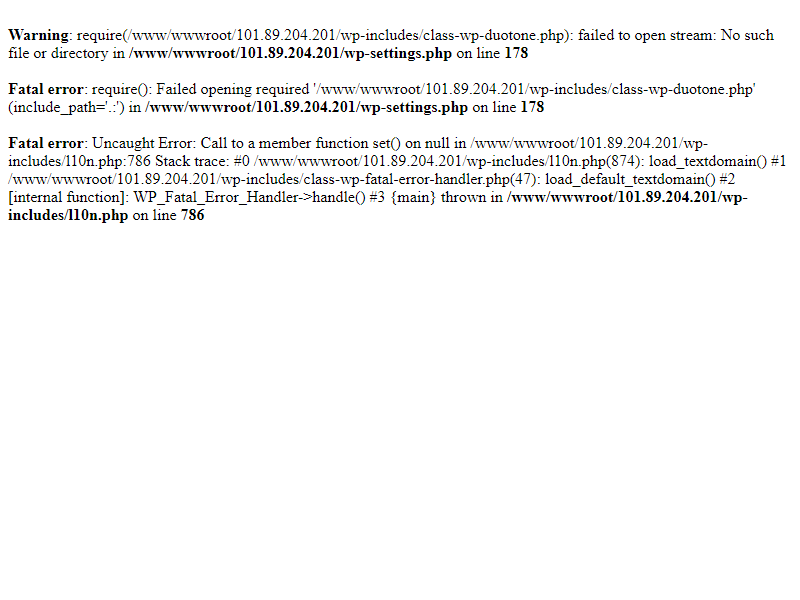 Warning: require(/www/wwwroot/101.89.204.201/wp-includes/class-wp-duotone.php): failed to open stream: No such
file or directory in /www/wwwroot/101.89.204.201/wp-settings.php on line 178
Fatal error: require(): Failed opening required '/www/wwwroot/101.89.204.201/wp-includes/class-wp-duotone.php'
(include_path='.:') in /www/wwwroot/101.89.204.201/wp-settings.php on line 178
Fatal error: Uncaught Error: Call to a member function set() on null in /www/wwwroot/101.89.204.201/wp-
includes/l10n.php:786 Stack trace: #0 /www/wwwroot/101.89.204.201/wp-includes/l10n.php(874): load_textdomain() #1
/www/wwwroot/101.89.204.201/wp-includes/class-wp-fatal-error-handler.php(47): load_default_textdomain() #2
[internal function]: WP_Fatal_Error_Handler->handle() #3 {main} thrown in /www/wwwroot/101.89.204.201/wp-
includes/l10n.php on line 786